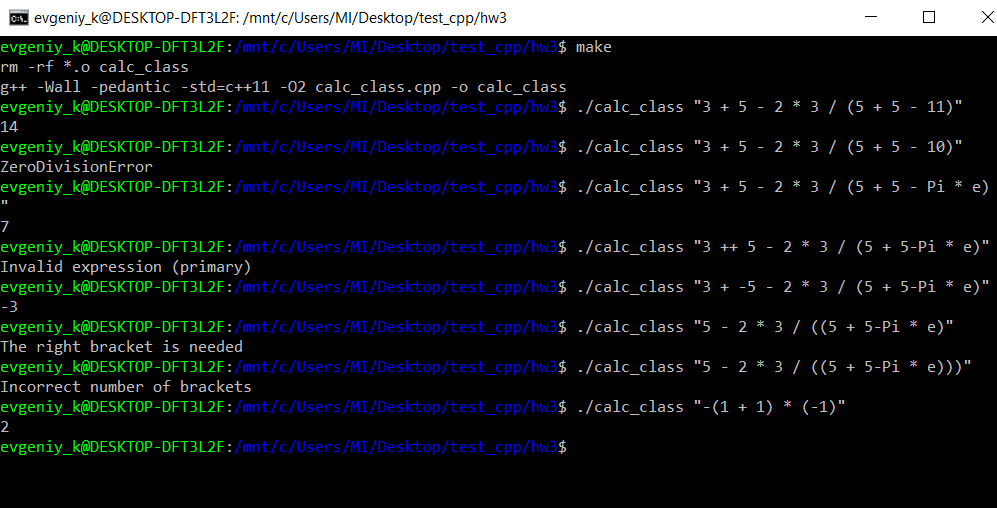 evgeniy_k@DESKTOP-DFT3L2F: /mnt/c/Users/MI/Desktop/test_cpp/hw3
evgeniy_k@DESKTOP-DFT3L2F:/mnt/c/Users/MI/Desktop/test_cpp/hw3$ make
rm -rf *.o calc_class
g++ -Wall -pedantic -std=c++11 -O2 calc_class.cpp -o calc_class
evgeniy_k@DESKTOP-DFT3L2F:/mnt/c/Users/MI/Desktop/test_cpp/hw3$ ./calc_class "3 + 5 - 2 * 3 / (5 + 5 - 11)"
14
evgeniy_k@DESKTOP-DFT3L2F:/mnt/c/Users/MI/Desktop/test_cpp/hw3$ ./calc_class "3 + 5 - 2 * 3 / (5 + 5 - 10)"
ZeroDivisionError
evgeniy_k@DESKTOP-DFT3L2F:/mnt/c/Users/MI/Desktop/test_cpp/hw3$ ./calc_class "3 + 5 - 2 * 3 / (5 + 5 - Pi * e)
"
7
evgeniy_k@DESKTOP-DFT3L2F:/mnt/c/Users/MI/Desktop/test_cpp/hw3$ ./calc_class "3 ++ 5 - 2 * 3 / (5 + 5-Pi * e)"
Invalid expression (primary)
evgeniy_k@DESKTOP-DFT3L2F:/mnt/c/Users/MI/Desktop/test_cpp/hw3$ ./calc_class "3 + -5 - 2 * 3 / (5 + 5-Pi * e)"
-3
evgeniy_k@DESKTOP-DFT3L2F:/mnt/c/Users/MI/Desktop/test_cpp/hw3$ ./calc_class "5 - 2 * 3 / ((5 + 5-Pi * e)"
The right bracket is needed
evgeniy_k@DESKTOP-DFT3L2F:/mnt/c/Users/MI/Desktop/test_cpp/hw3$ ./calc_class "5 - 2 * 3 / ((5 + 5-Pi * e)))"
Incorrect number of brackets
evgeniy_k@DESKTOP-DFT3L2F:/mnt/c/Users/MI/Desktop/test_cpp/hw3$ ./calc_class "-(1 + 1) * (-1)"
2
evgeniy_k@DESKTOP-DFT3L2F:/mnt/c/Users/MI/Desktop/test_cpp/hw3$